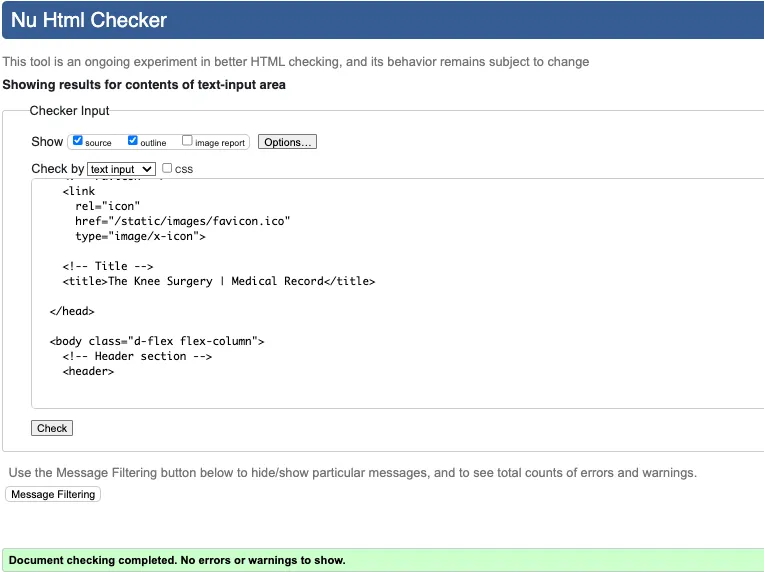 Nu Html Checker
This tool is an ongoing experiment in better HTML checking, and its behavior remains subject to change
Showing results for contents of text-input area
Checker Input
Show source outline image report Options...
Check by text input css
<link
rel="icon"
href="/static/images/favicon.ico"
type="image/x-icon">
<!-- Title -->
<title>The Knee Surgery | Medical Record</title>
</head>
<body class="d-flex flex-column">
<!-- Header section -->
<header>
Check
Use the Message Filtering button below to hide/show particular messages, and to see total counts of errors and warnings.
Message Filtering
Document checking completed. No errors or warnings to show.